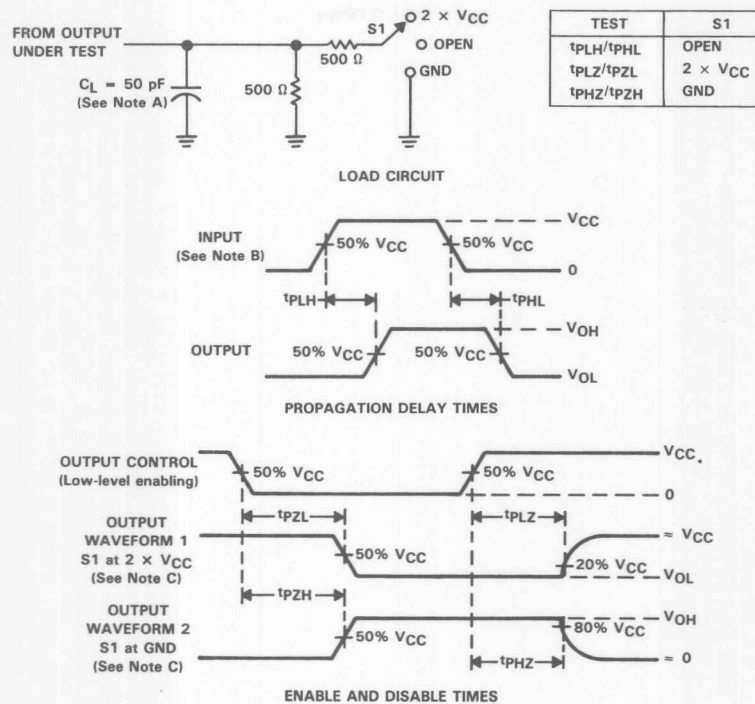 FROM OUTPUT
UNDER TEST
CL = 50 pF
(See Note A)
500 Ω
500 Ω
S1
2 × VCC
OPEN
GND
TEST S1
tPLH/tPHL OPEN
tPLZ/tPZL 2 × VCC
tPHZ/tPZH GND
LOAD CIRCUIT
INPUT
(See Note B)
50% VCC
50% VCC
VCC
0
tPLH
tPHL
OUTPUT
50% VCC
50% VCC
VOH
VOL
PROPAGATION DELAY TIMES
OUTPUT CONTROL
(Low-level enabling)
50% VCC
50% VCC
VCC.
0
tPZL
tPLZ
OUTPUT
WAVEFORM 1
S1 at 2 × VCC
(See Note C)
50% VCC
20% VCC
≈ VCC
VOL
tPZH
OUTPUT
WAVEFORM 2
S1 at GND
(See Note C)
50% VCC
80% VCC
VOH
≈ 0
tPHZ
ENABLE AND DISABLE TIMES